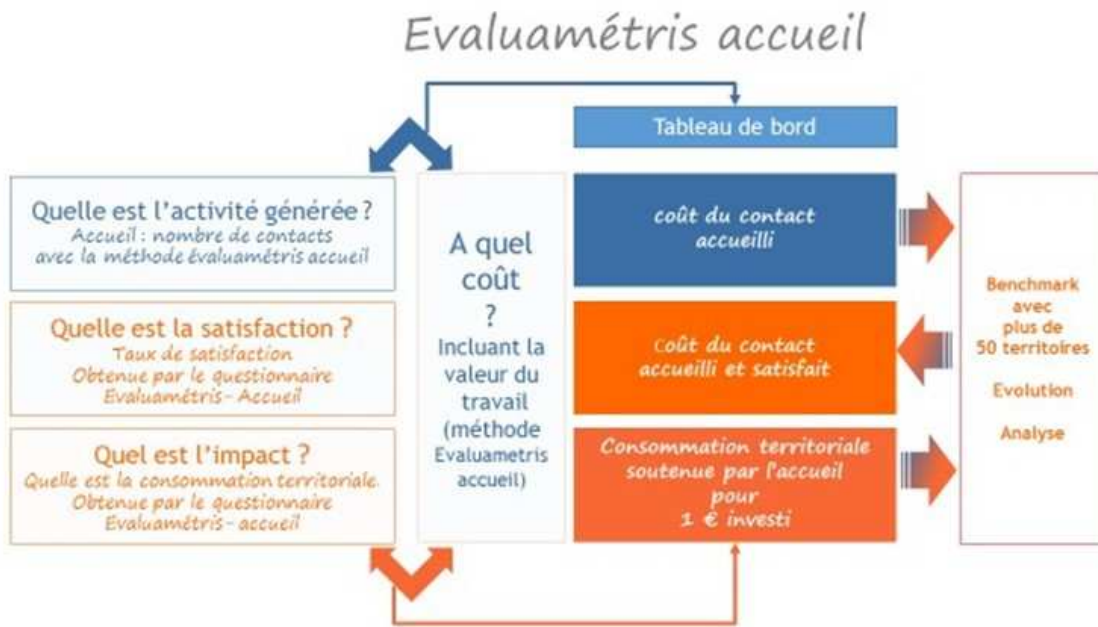 Evaluamétris accueil
Tableau de bord
Quelle est l'activité générée ?
Accueil : nombre de contacts
avec la méthode évaluamétris accueil
Quelle est la satisfaction ?
Taux de satisfaction
Obtenue par le questionnaire
Evaluamétris - Accueil
Quel est l'impact ?
Quelle est la consommation territoriale.
Obtenue par le questionnaire
Evaluamétris - accueil
A quel
coût
?
Incluant la
valeur du
travail
(méthode
Evaluametris
accueil)
coût du contact
accueilli
Coût du contact
accueilli et satisfait
Consommation territoriale
soutenue par l'accueil
pour
1 € investi
Benchmark
avec
plus de
50 territoires
Evolution
Analyse